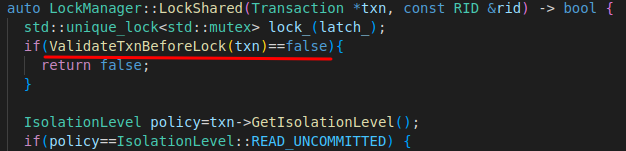 auto LockManager::LockShared(Transaction *txn, const RID &rid) -> bool {
std::unique_lock<std::mutex> lock_(latch_);
if(ValidateTxnBeforeLock(txn)==false){
return false;
}
IsolationLevel policy=txn->GetIsolationLevel();
if(policy==IsolationLevel::READ_UNCOMMITTED) {